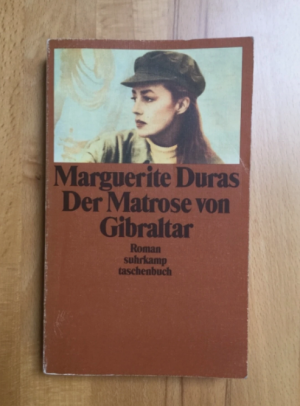 Marguerite Duras
Der Matrose von
Gibraltar
Roman
suhrkamp
taschenbuch